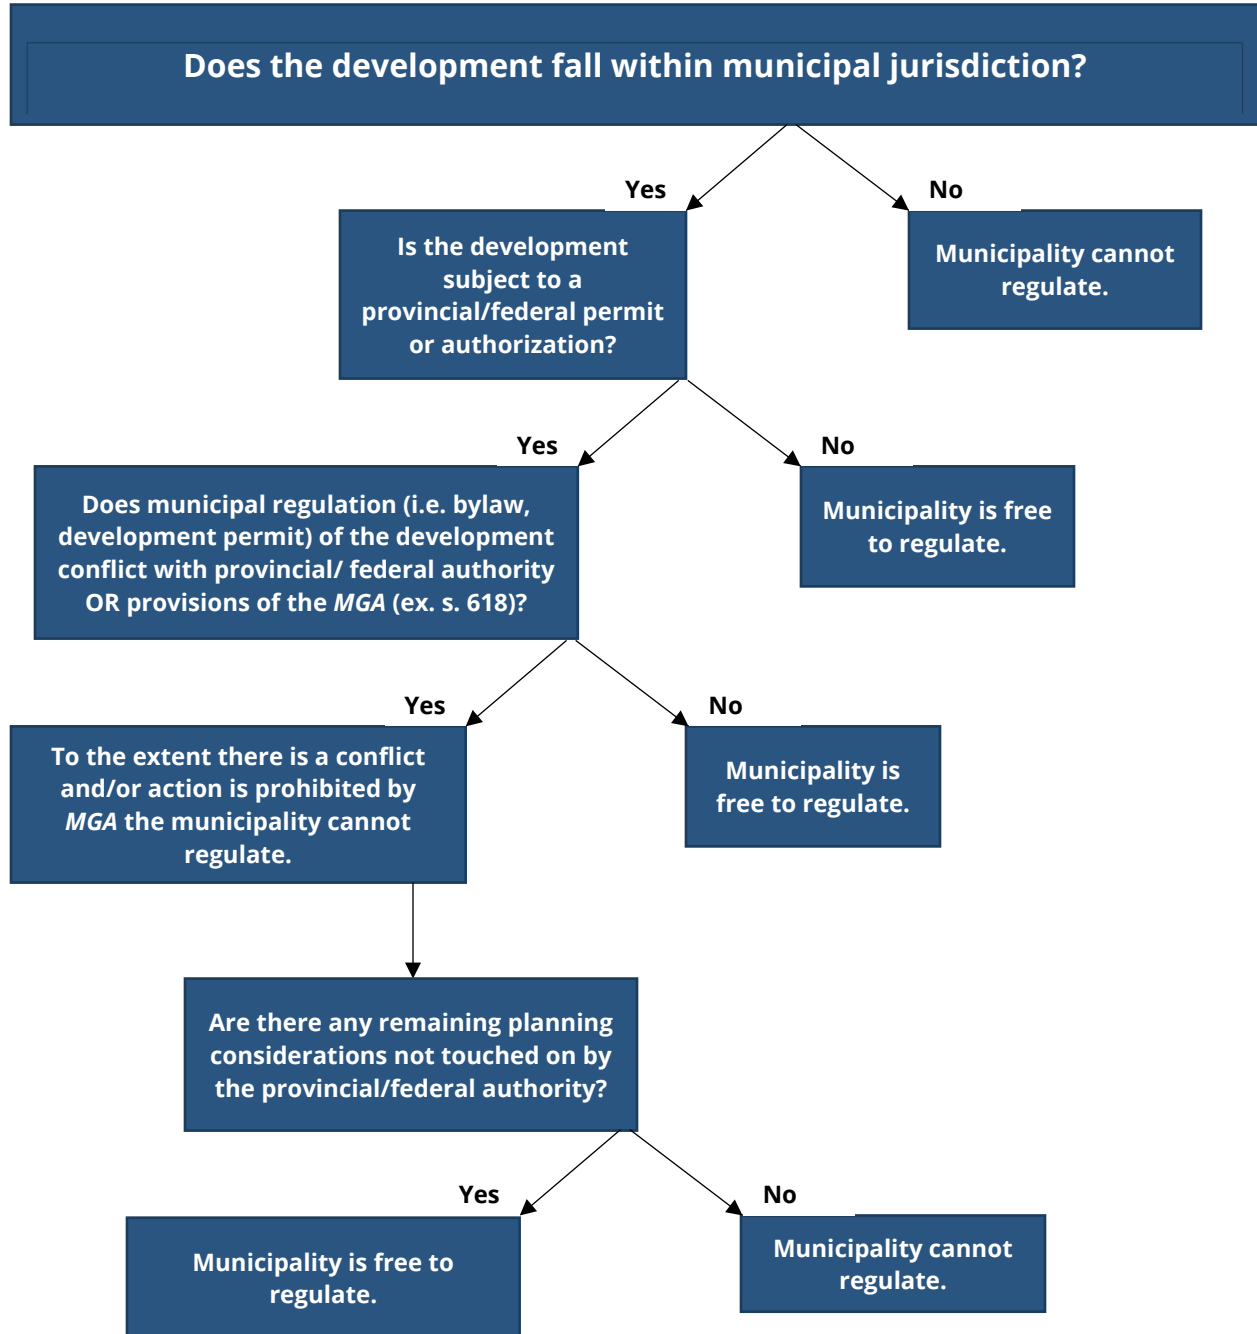 Does the development fall within municipal jurisdiction?
Yes
No
Is the development
subject to a
provincial/federal permit
or authorization?
Municipality cannot
regulate.
Yes
No
Does municipal regulation (i.e. bylaw,
development permit) of the development
conflict with provincial/ federal authority
OR provisions of the MGA (ex. s. 618)?
Municipality is free
to regulate.
Yes
No
To the extent there is a conflict
and/or action is prohibited by
MGA the municipality cannot
regulate.
Municipality is
free to regulate.
Are there any remaining planning
considerations not touched on by
the provincial/federal authority?
Yes
No
Municipality is free to
regulate.
Municipality cannot
regulate.